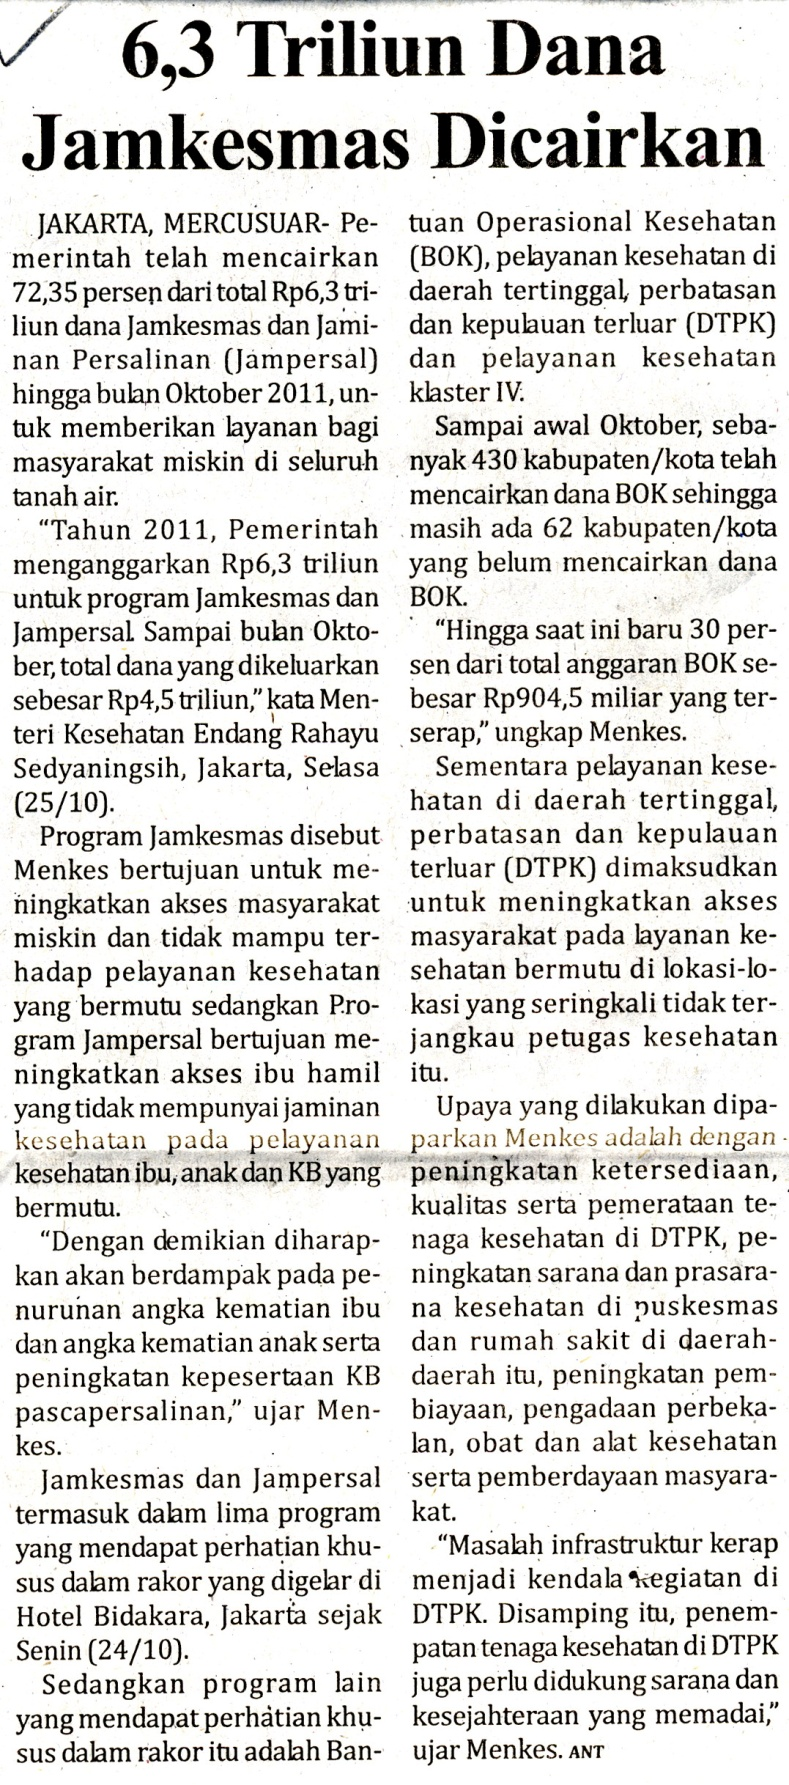 6,3 Triliun Dana
Jamkesmas Dicairkan
JAKARTA, MERCUSUAR- Pe-
merintah telah mencairkan
72,35 persen dari total Rp6,3 tri-
liun dana Jamkesmas dan Jami-
nan Persalinan (Jampersal)
hingga bulan Oktober 2011, un-
tuk memberikan layanan bagi
masyarakat miskin di seluruh
tanah air.
“Tahun 2011, Pemerintah
menganggarkan Rp6,3 triliun
untuk program Jamkesmas dan
Jampersal. Sampai bulan Okto-
ber, total dana yang dikeluarkan
sebesar Rp4,5 triliun,” kata Men-
teri Kesehatan Endang Rahayu
Sedyaningsih, Jakarta, Selasa
(25/10).
Program Jamkesmas disebut
Menkes bertujuan untuk me-
ningkatkan akses masyarakat
miskin dan tidak mampu ter-
hadap pelayanan kesehatan
yang bermutu sedangkan Pro-
gram Jampersal bertujuan me-
ningkatkan akses ibu hamil
yang tidak mempunyai jaminan
kesehatan pada pelayanan
kesehatan ibu, anak dan KB yang
bermutu.
“Dengan demikian diharap-
kan akan berdampak pada pe-
nurunan angka kematian ibu
dan angka kematian anak serta
peningkatan kepesertaan KB
pascapersalinan,” ujar Men-
kes.
Jamkesmas dan Jampersal
termasuk dalam lima program
yang mendapat perhatian khu-
sus dalam rakor yang digelar di
Hotel Bidakara, Jakarta sejak
Senin (24/10).
Sedangkan program lain
yang mendapat perhatian khu-
sus dalam rakor itu adalah Ban-
tuan Operasional Kesehatan
(BOK), pelayanan kesehatan di
daerah tertinggal, perbatasan
dan kepulauan terluar (DTPK)
dan pelayanan kesehatan
klaster IV.
Sampai awal Oktober, seba-
nyak 430 kabupaten/kota telah
mencairkan dana BOK sehingga
masih ada 62 kabupaten/kota
yang belum mencairkan dana
BOK.
“Hingga saat ini baru 30 per-
sen dari total anggaran BOK se-
besar Rp904,5 miliar yang ter-
serap,” ungkap Menkes.
Sementara pelayanan kese-
hatan di daerah tertinggal,
perbatasan dan kepulauan
terluar (DTPK) dimaksudkan
untuk meningkatkan akses
masyarakat pada layanan ke-
sehatan bermutu di lokasi-lo-
kasi yang seringkali tidak ter-
jangkau petugas kesehatan
itu.
Upaya yang dilakukan dipa-
parkan Menkes adalah dengan
peningkatan ketersediaan,
kualitas serta pemerataan te-
naga kesehatan di DTPK, pe-
ningkatan sarana dan prasara-
na kesehatan di puskesmas
dan rumah sakit di daerah-
daerah itu, peningkatan pem-
biayaan, pengadaan perbeka-
lan, obat dan alat kesehatan
serta pemberdayaan masyara-
kat.
“Masalah infrastruktur kerap
menjadi kendala kegiatan di
DTPK. Disamping itu, penem-
patan tenaga kesehatan di DTPK
juga perlu didukung sarana dan
kesejahteraan yang memadai,”
ujar Menkes. ANT